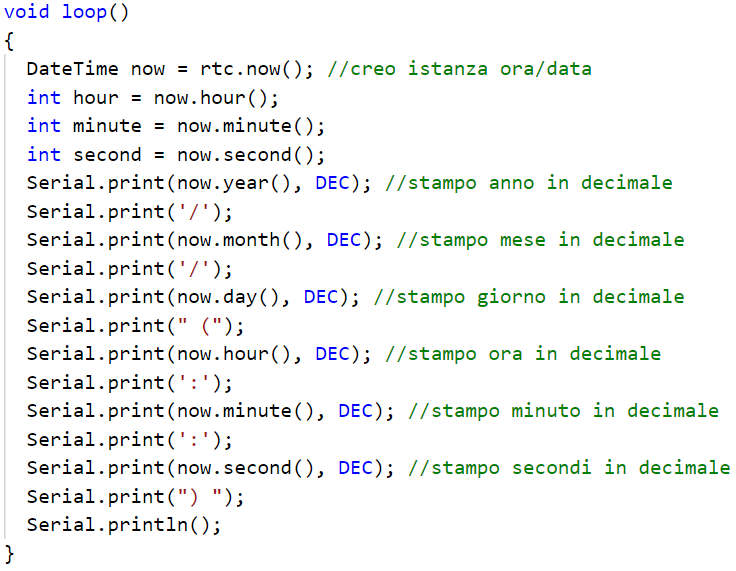 void loop()
{
  DateTime now = rtc.now(); //creo istanza ora/data
  int hour = now.hour();
  int minute = now.minute();
  int second = now.second();
  Serial.print(now.year(), DEC); //stampo anno in decimale
  Serial.print('/');
  Serial.print(now.month(), DEC); //stampo mese in decimale
  Serial.print('/');
  Serial.print(now.day(), DEC); //stampo giorno in decimale
  Serial.print(" (");
  Serial.print(now.hour(), DEC); //stampo ora in decimale
  Serial.print(':');
  Serial.print(now.minute(), DEC); //stampo minuto in decimale
  Serial.print(':');
  Serial.print(now.second(), DEC); //stampo secondi in decimale
  Serial.print(") ");
  Serial.println();
}